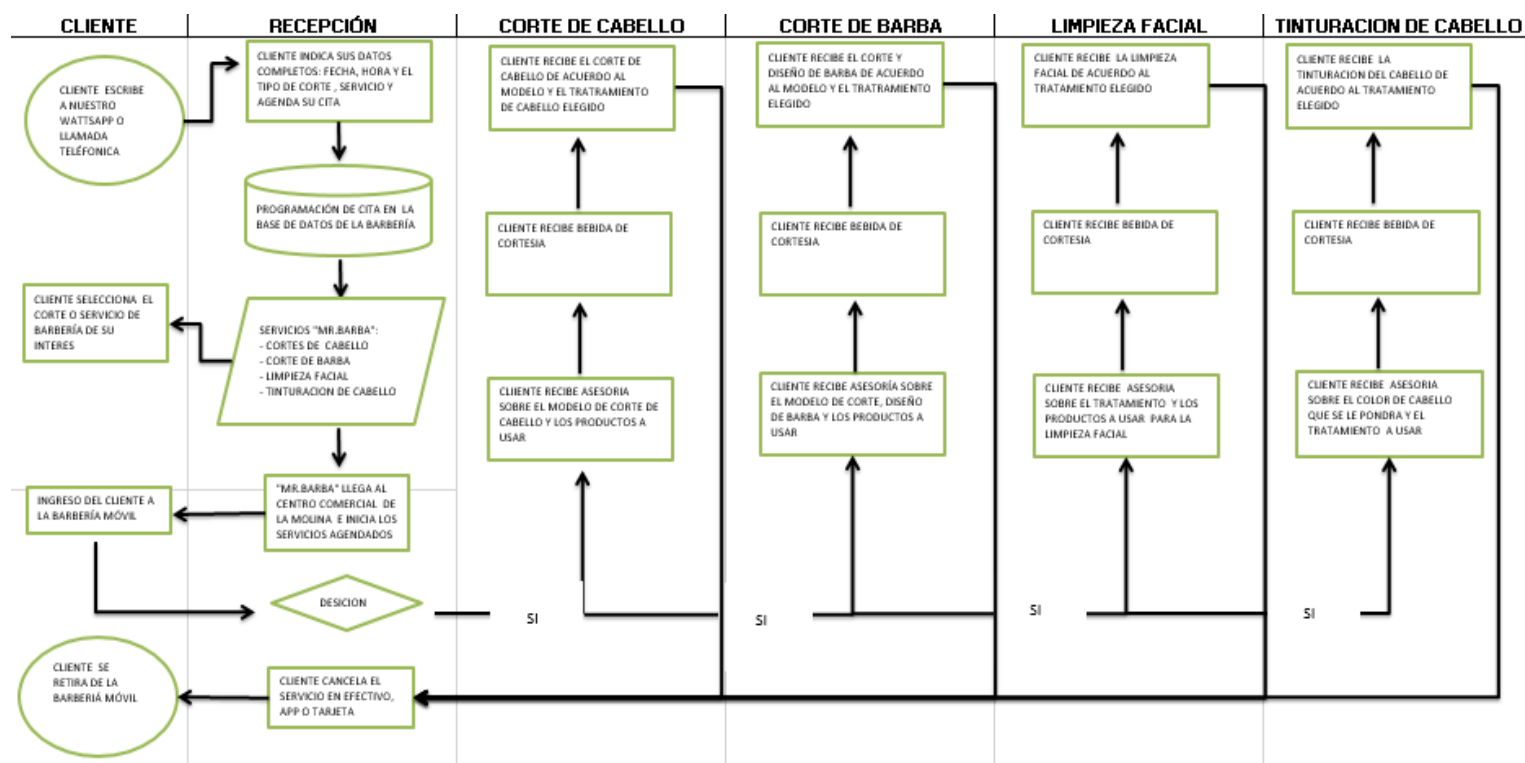 CLIENTE
RECEPCIÓN
CORTE DE CABELLO
CORTE DE BARBA
LIMPIEZA FACIAL
TINTURACION DE CABELLO
CLIENTE ESCRIBE
A NUESTRO
WATTSAPP O
LLAMADA
TELÉFONICA
CLIENTE INDICA SUS DATOS
COMPLETOS: FECHA, HORA Y EL
TIPO DE CORTE , SERVICIO Y
AGENDA SU CITA
CLIENTE RECIBE EL CORTE DE
CABELLO DE ACUERDO AL
MODELO Y EL TRATRAMIENTO
DE CABELLO ELEGIDO
CLIENTE RECIBE EL CORTE Y
DISEÑO DE BARBA DE ACUERDO
AL MODELO Y EL TRATRAMIENTO
ELEGIDO
CLIENTE RECIBE LA LIMPIEZA
FACIAL DE ACUERDO AL
TRATAMIENTO ELEGIDO
CLIENTE RECIBE LA
TINTURACION DEL CABELLO DE
ACUERDO AL TRATAMIENTO
ELEGIDO
PROGRAMACIÓN DE CITA EN LA
BASE DE DATOS DE LA BARBERÍA
CLIENTE RECIBE BEBIDA DE
CORTESIA
CLIENTE RECIBE BEBIDA DE
CORTESIA
CLIENTE RECIBE BEBIDA DE
CORTESIA
CLIENTE RECIBE BEBIDA DE
CORTESIA
CLIENTE SELECCIONA EL
CORTE O SERVICIO DE
BARBERÍA DE SU
INTERES
SERVICIOS "MR.BARBA":
- CORTES DE CABELLO
- CORTE DE BARBA
- LIMPIEZA FACIAL
- TINTURACION DE CABELLO
CLIENTE RECIBE ASESORIA
SOBRE EL MODELO DE CORTE DE
CABELLO Y LOS PRODUCTOS A
USAR
CLIENTE RECIBE ASESORÍA SOBRE
EL MODELO DE CORTE, DISEÑO
DE BARBA Y LOS PRODUCTOS A
USAR
CLIENTE RECIBE ASESORIA
SOBRE EL TRATAMIENTO Y LOS
PRODUCTOS A USAR PARA LA
LIMPIEZA FACIAL
CLIENTE RECIBE ASESORIA
SOBRE EL COLOR DE CABELLO
QUE SE LE PONDRA Y EL
TRATAMIENTO A USAR
INGRESO DEL CLIENTE A
LA BARBERÍA MÓVIL
"MR.BARBA" LLEGA AL
CENTRO COMERCIAL DE
LA MOLINA E INICIA LOS
SERVICIOS AGENDADOS
DESICION
SI
SI
SI
SI
CLIENTE SE
RETIRA DE LA
BARBERIÁ MÓVIL
CLIENTE CANCELA EL
SERVICIO EN EFECTIVO,
APP O TARJETA